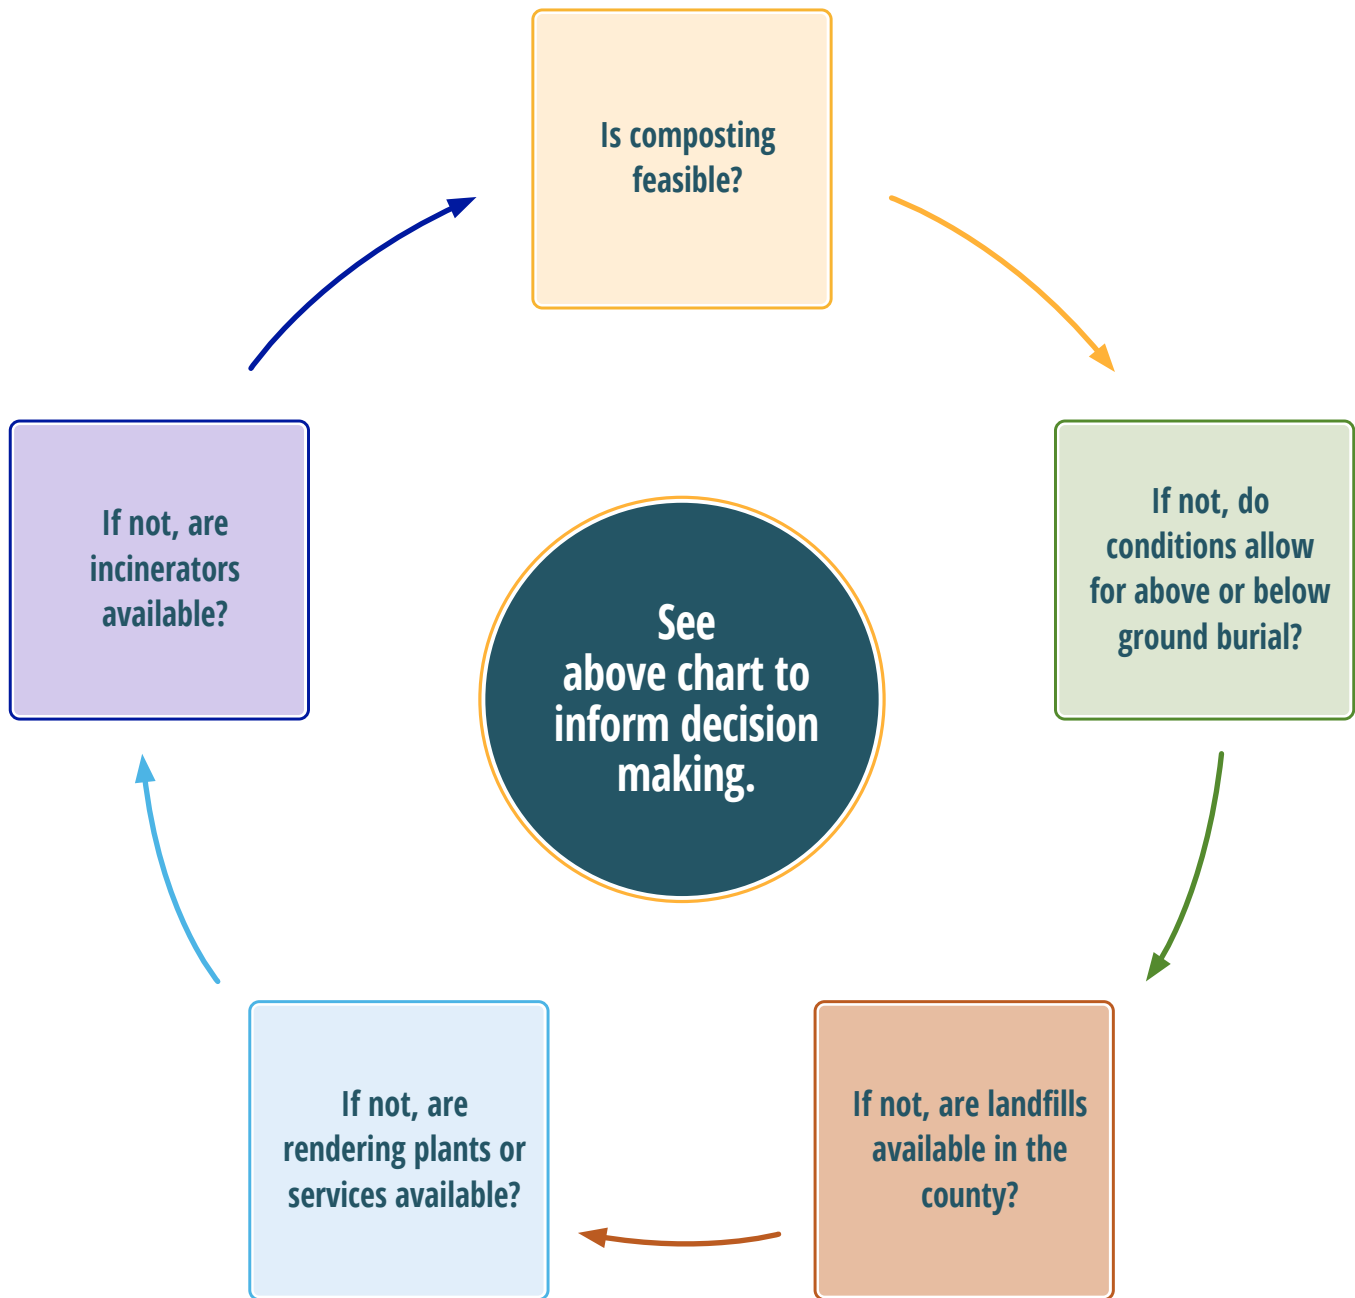 Is composting
feasible?
If not, do
conditions allow
for above or below
ground burial?
If not, are landfills
available in the
county?
If not, are
rendering plants or
services available?
If not, are
incinerators
available?
See
above chart to
inform decision
making.